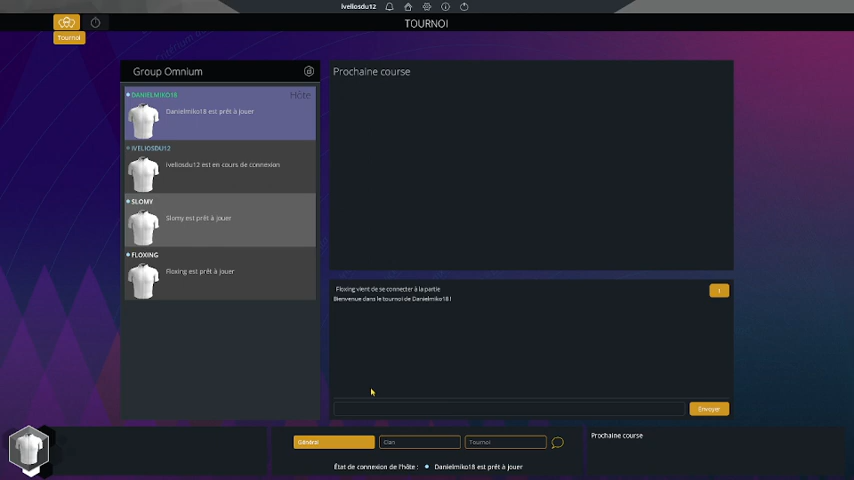 Iveliosdu12
TOURNOI
Tournoi
Group Omnium
DANIELMIKO18
Hôte
Danielmiko18 est prêt à jouer
IVELIOSDU12
Iveliosdu12 est en cours de connexion
SLOMY
Slomy est prêt à jouer
FLOXING
Floxing est prêt à jouer
Prochaine course
Floxing vient de se connecter à la partie
Bienvenue dans le tournoi de Danielmiko18 !
1
Envoyer
Général
Clan
Tournoi
État de connexion de l'hôte : Danielmiko18 est prêt à jouer
Prochaine course